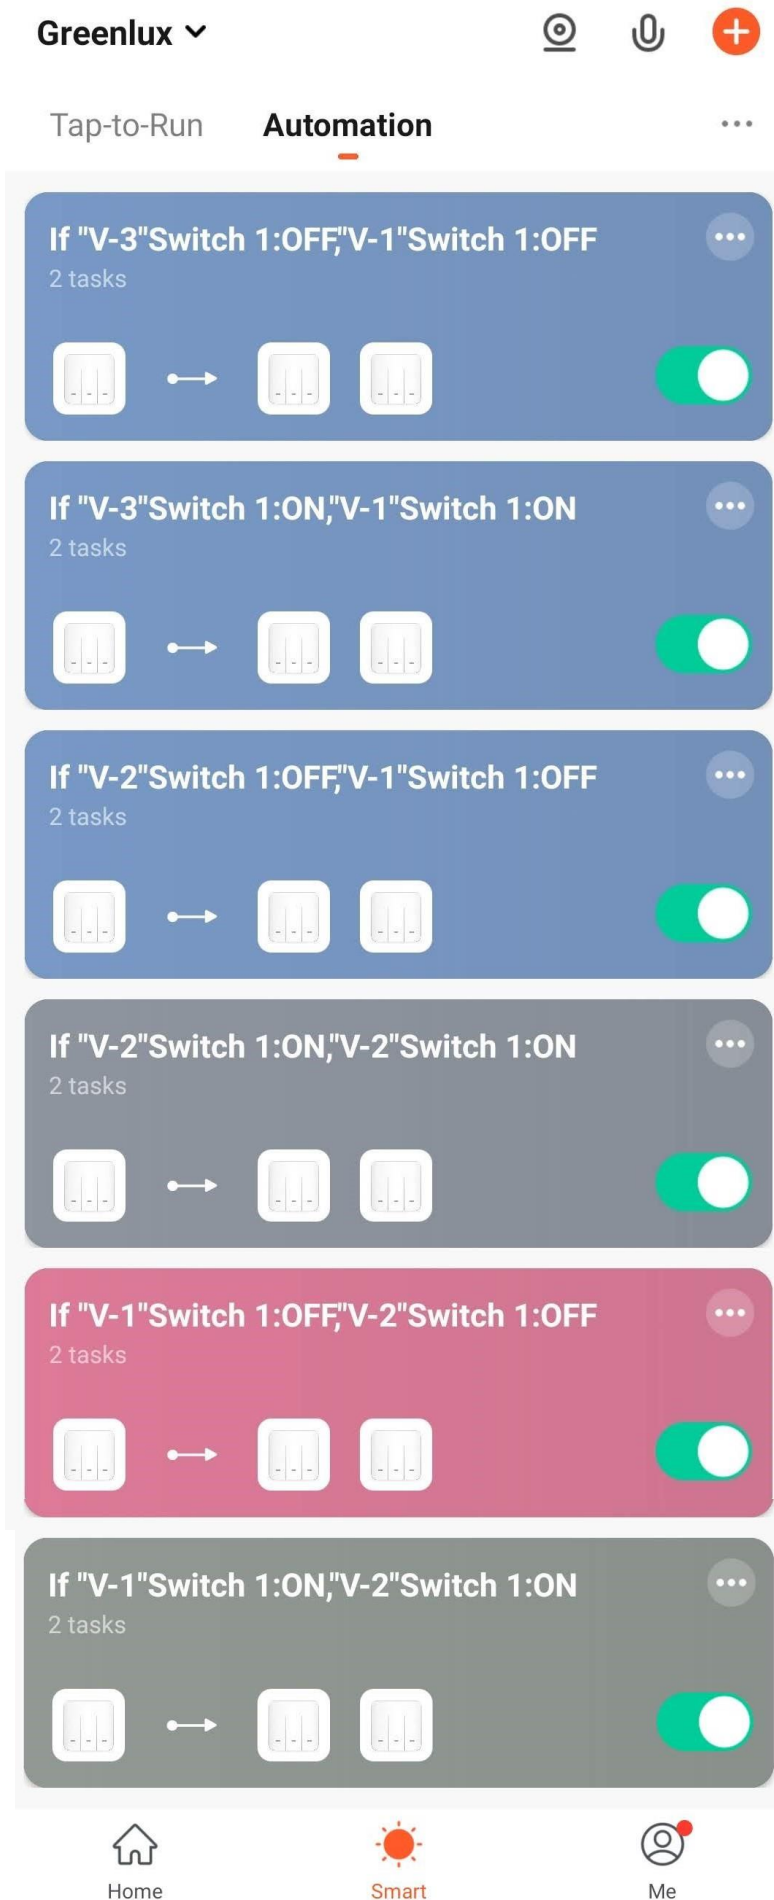 Greenlux
Tap-to-Run Automation
If "V-3"Switch 1:OFF,"V-1"Switch 1:OFF
2 tasks
If "V-3"Switch 1:ON,"V-1"Switch 1:ON
2 tasks
If "V-2"Switch 1:OFF,"V-1"Switch 1:OFF
2 tasks
If "V-2"Switch 1:ON,"V-2"Switch 1:ON
2 tasks
If "V-1"Switch 1:OFF,"V-2"Switch 1:OFF
2 tasks
If "V-1"Switch 1:ON,"V-2"Switch 1:ON
2 tasks
Home Smart Me